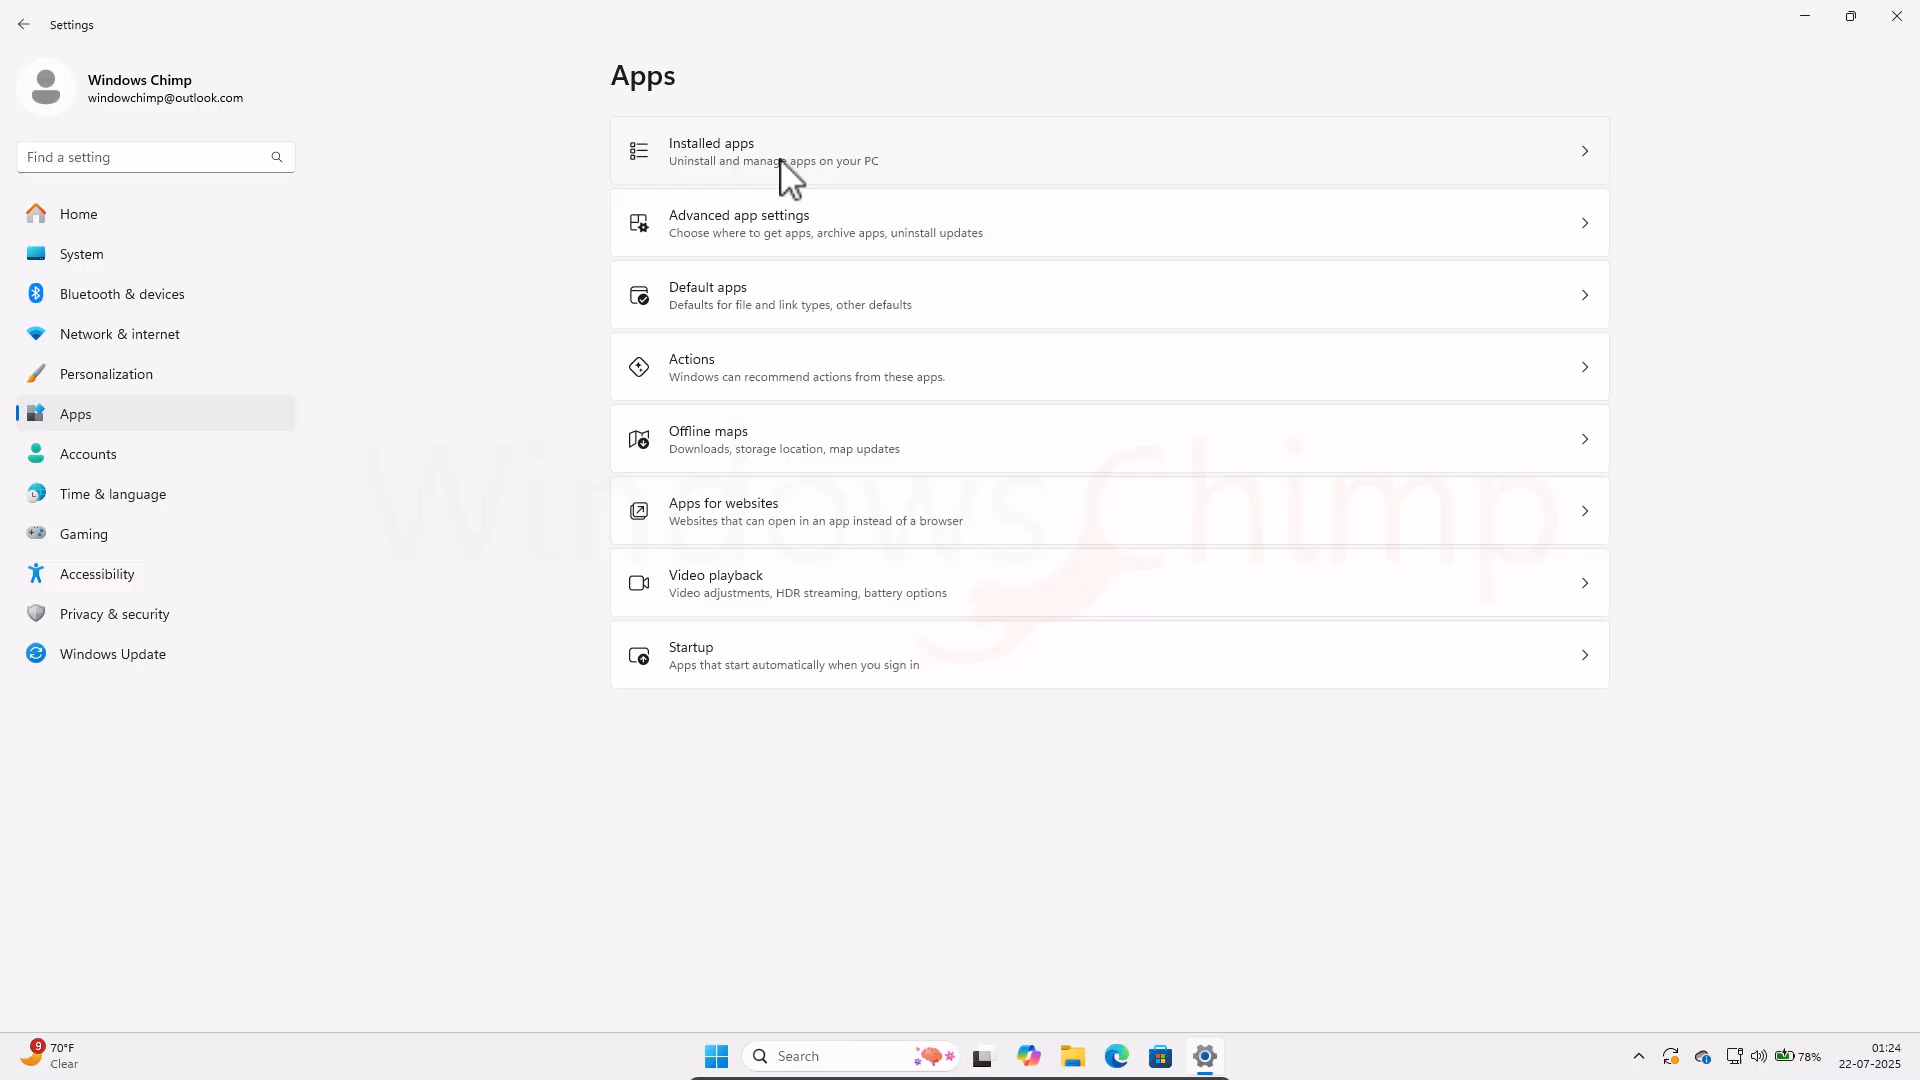 Settings
Windows Chimp
windowchimp@outlook.com
Find a setting
Home
System
Bluetooth & devices
Network & internet
Personalization
Apps
Accounts
Time & language
Gaming
Accessibility
Privacy & security
Windows Update
Apps
Installed apps
Uninstall and manage apps on your PC
Advanced app settings
Choose where to get apps, archive apps, uninstall updates
Default apps
Defaults for file and link types, other defaults
Actions
Windows can recommend actions from these apps.
Offline maps
Downloads, storage location, map updates
Apps for websites
Websites that can open in an app instead of a browser
Video playback
Video adjustments, HDR streaming, battery options
Startup
Apps that start automatically when you sign in
WindowsChimp
9
70°F
Clear
Search
78%
01:24
22-07-2025